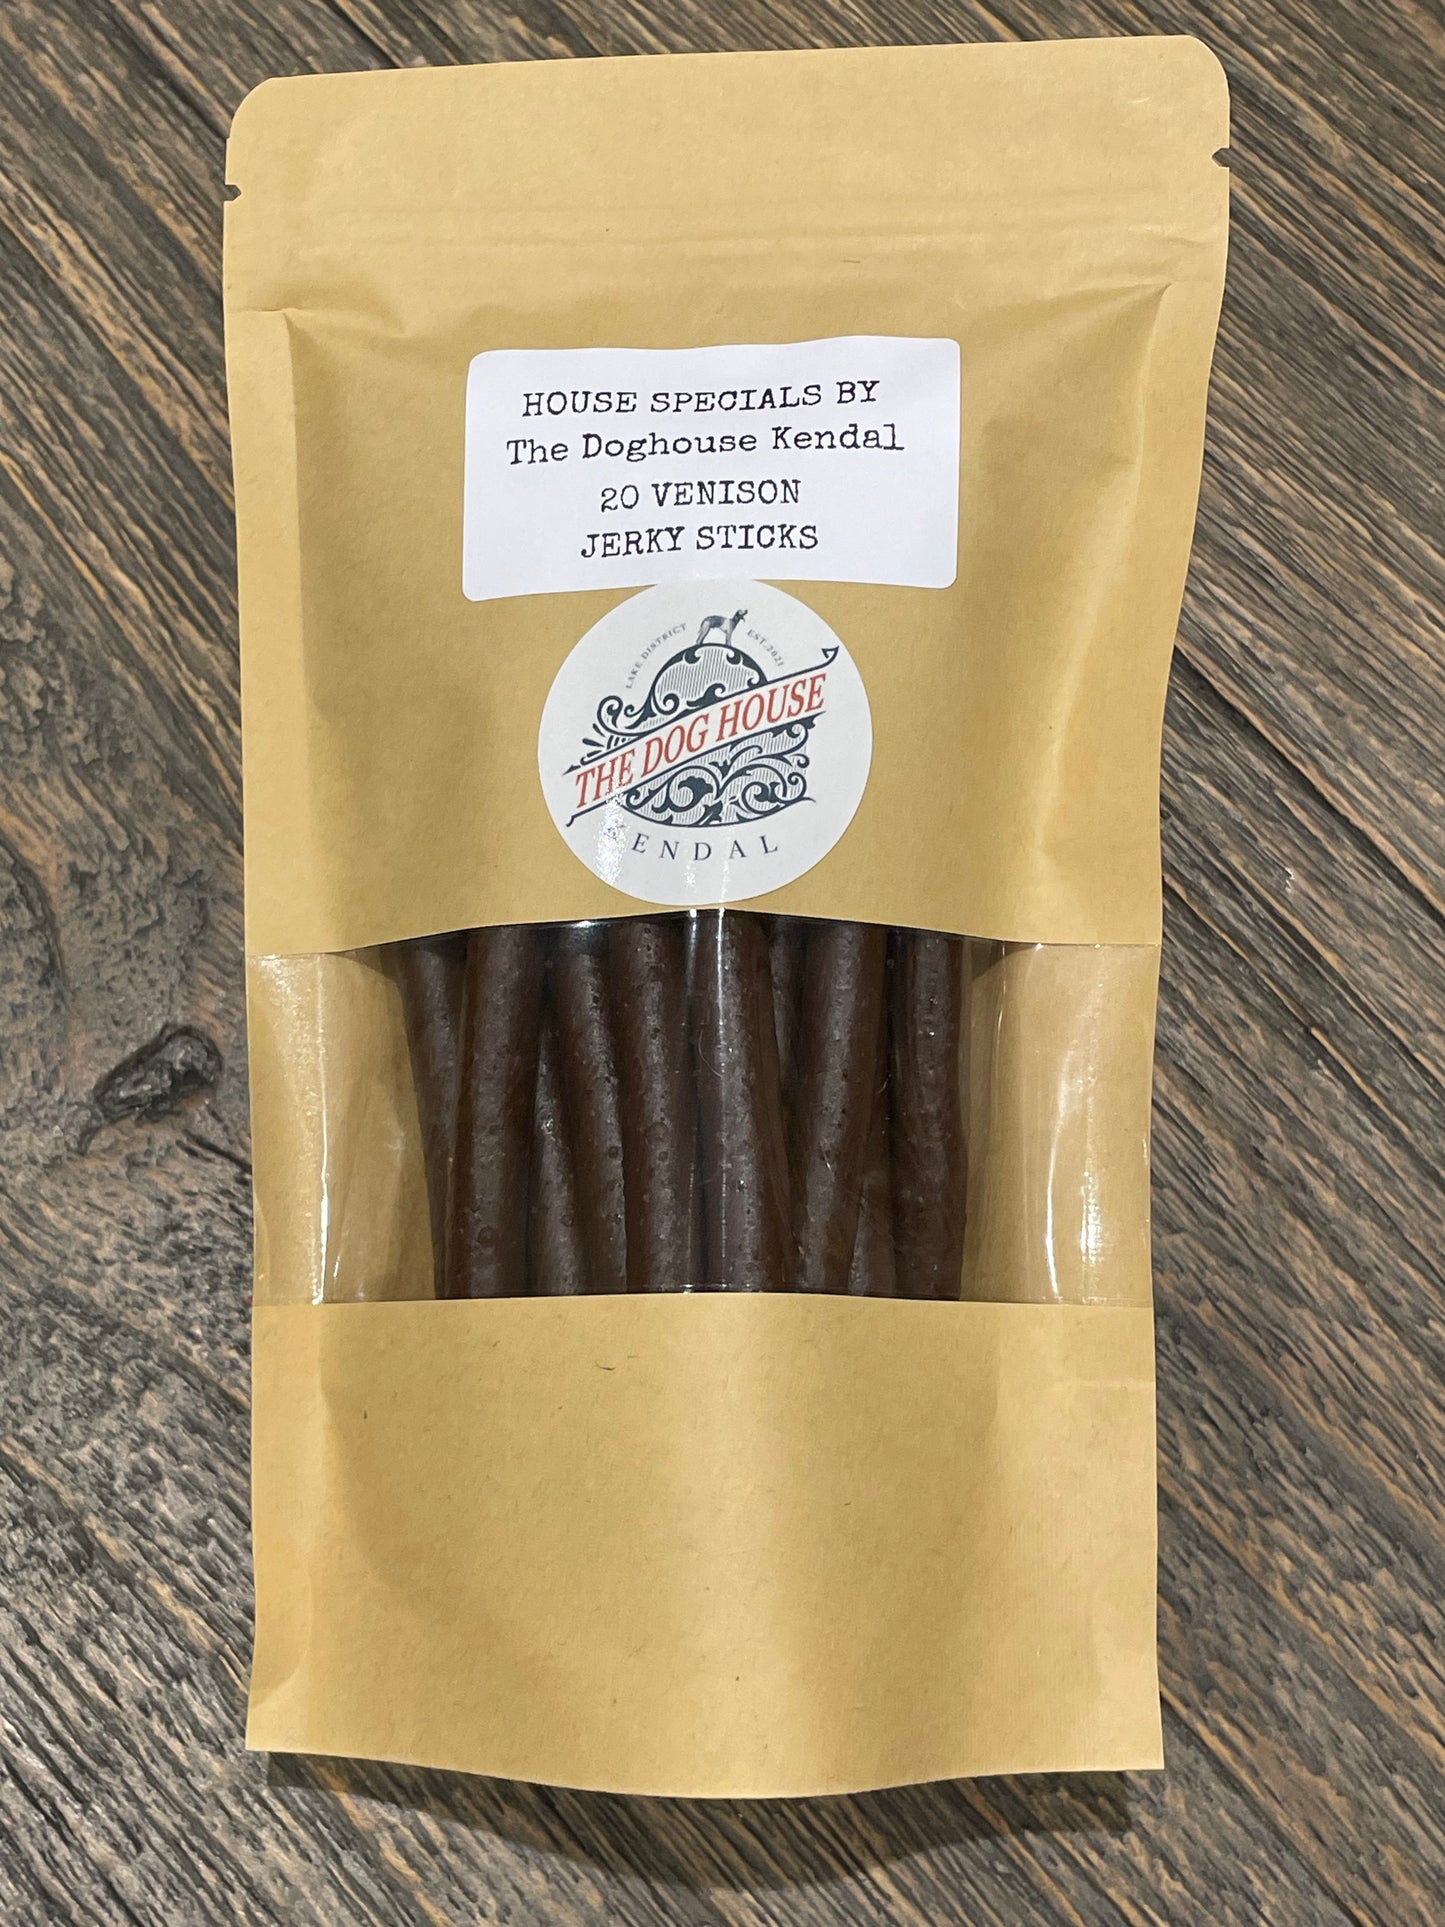 HOUSE SPECIALS BY
The Doghouse Kendal
20 VENISON
JERKY STICKS
LAKE DISTRICT EST. 2021
THE DOG HOUSE
KENDAL